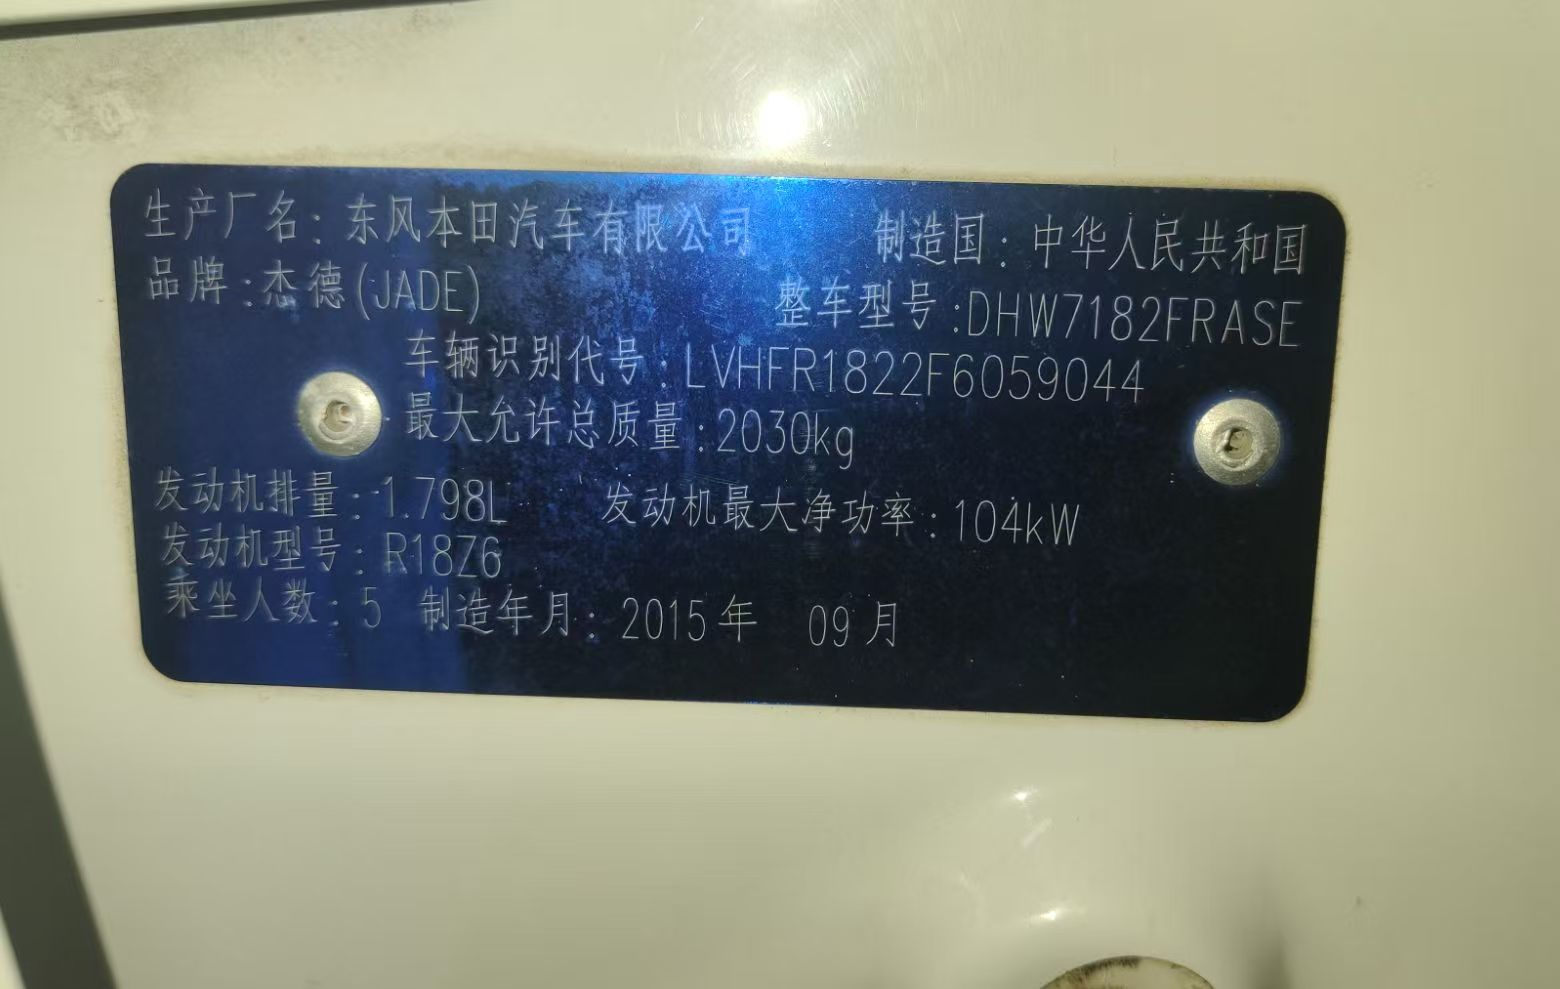 生产厂名：东风本田汽车有限公司 制造国：中华人民共和国
品牌：杰德(JADE) 整车型号：DHW7182FRASE
车辆识别代号：LVHFR1822F6059044
最大允许总质量：2030kg
发动机排量：1.798L 发动机最大净功率：104kW
发动机型号：R18Z6
乘坐人数：5 制造年月：2015年 09月